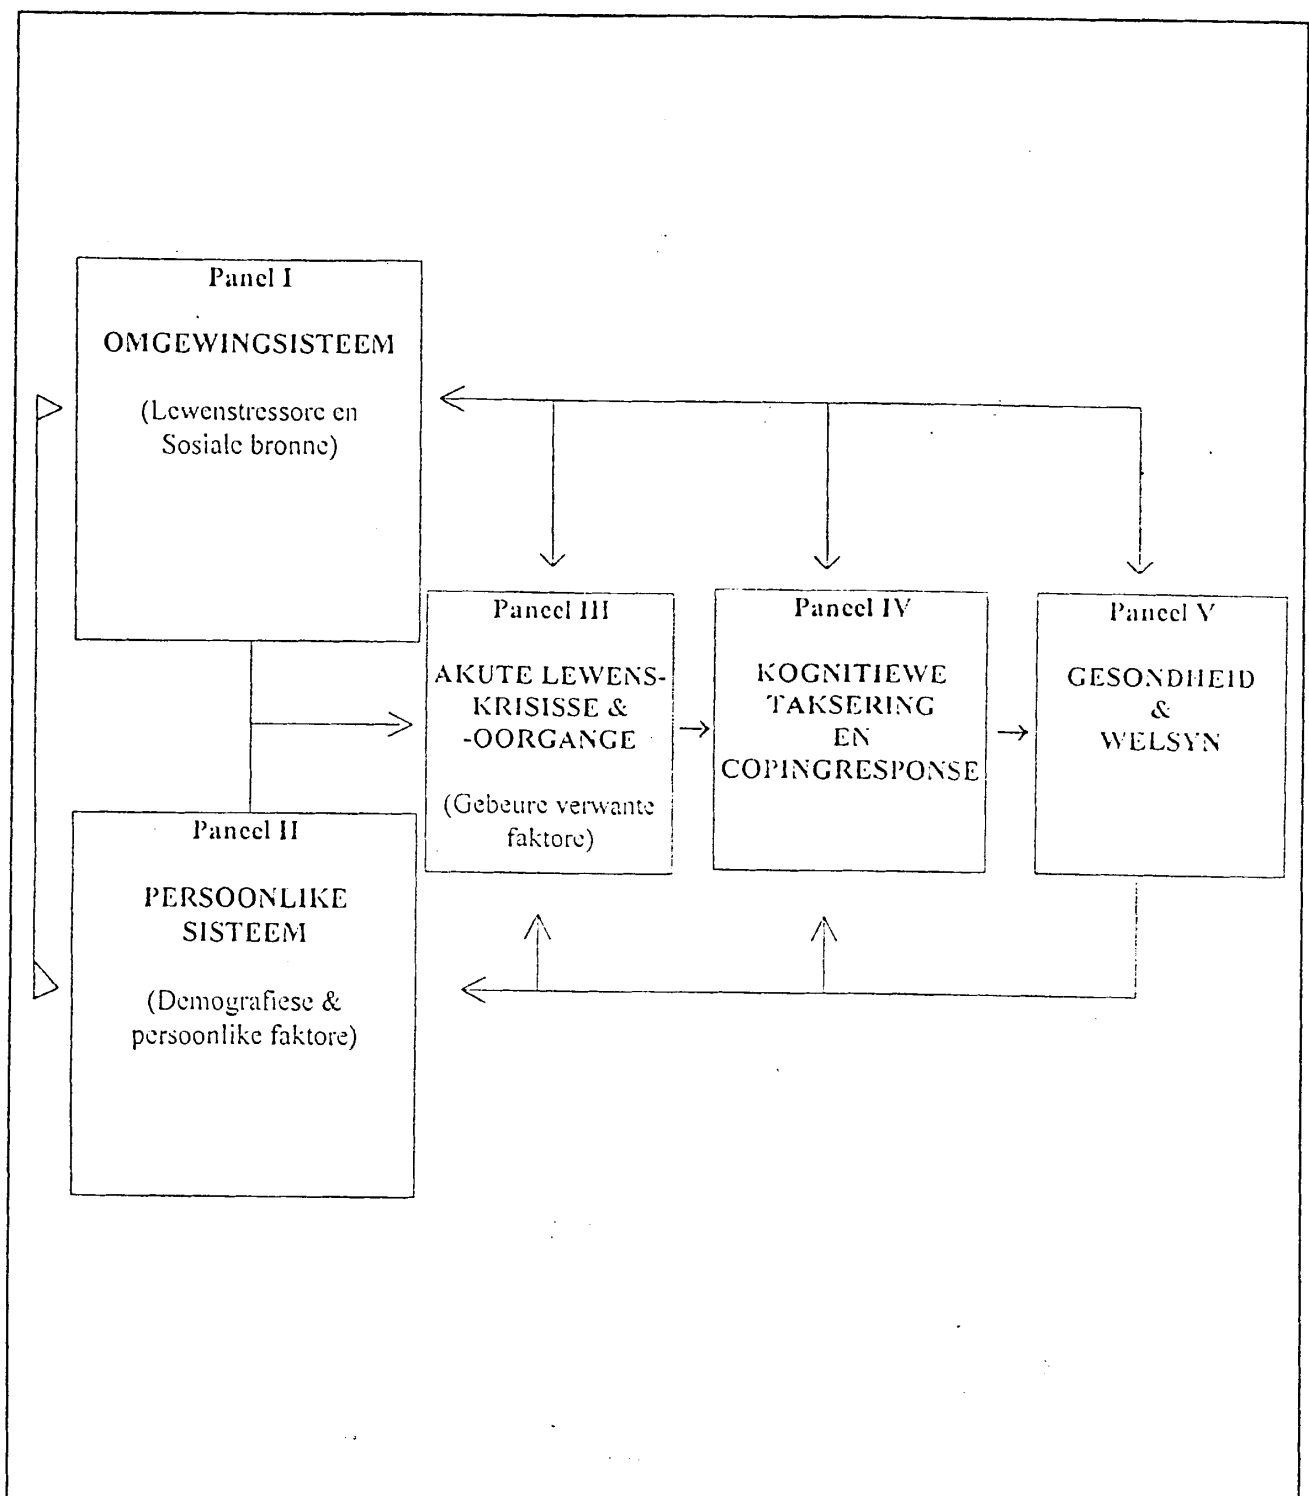 Panel I
OMGEWINGSISTEEM
(Lewenstressore en
Sosiale bronne)
Paneel II
PERSOONLIKE
SISTEEM
(Demografiese &
persoonlike faktore)
Paneel III
AKUTE LEWENS-
KRISISSE &
-OORGANGE
(Gebeure verwante
faktore)
Paneel IV
KOGNITIEWE
TAKSERING
EN
COPINGRESPONSE
Paneel V
GESONDHEID
&
WELSYN